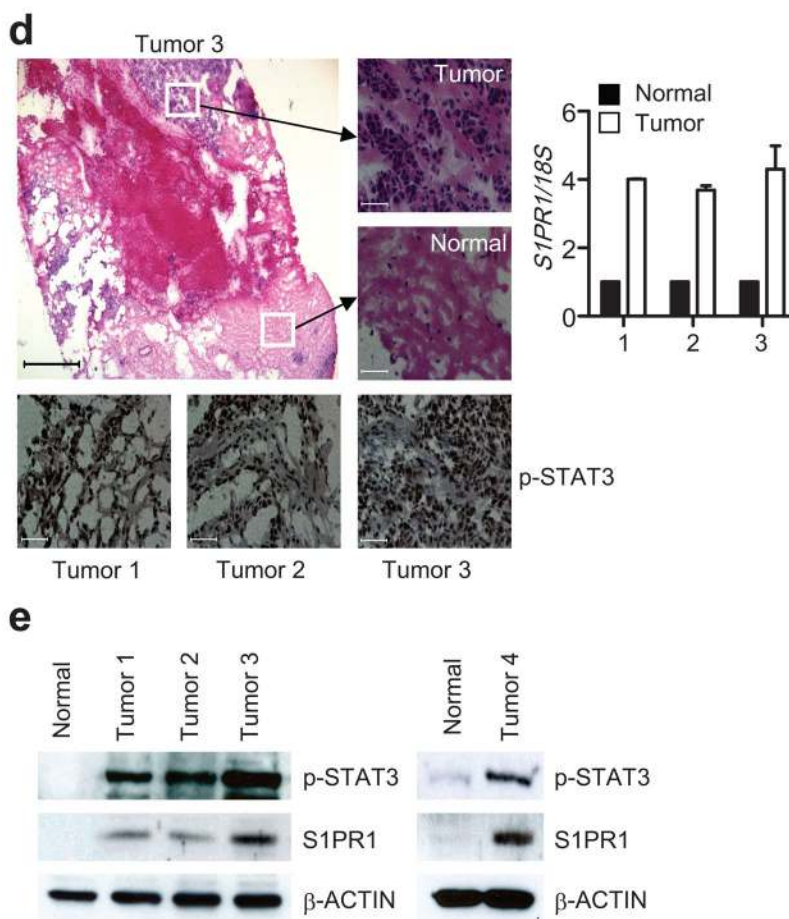 d
Tumor 3
Tumor
Normal
Normal
Tumor
S1PR1/18S
6
4
2
0
1 2 3
Tumor 1 Tumor 2 Tumor 3
p-STAT3
e
Normal Tumor 1 Tumor 2 Tumor 3
p-STAT3
S1PR1
β-ACTIN
Normal Tumor 4
p-STAT3
S1PR1
β-ACTIN